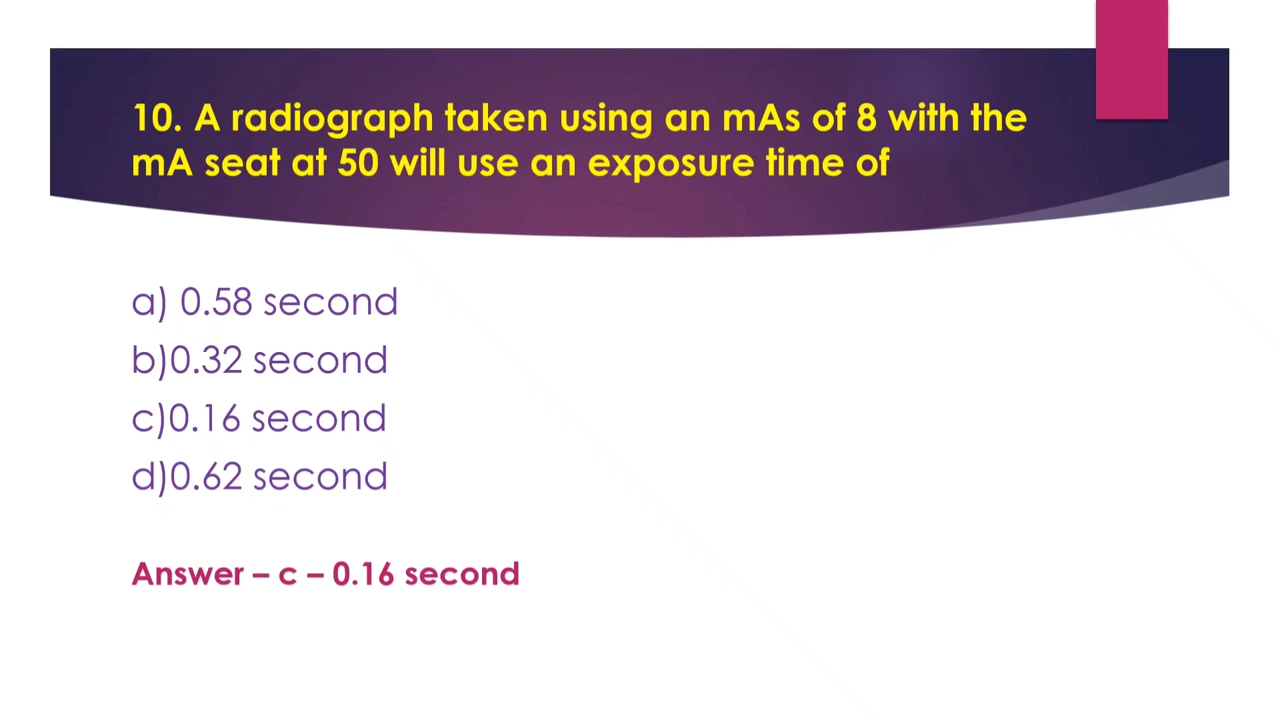 10. A radiograph taken using an mAs of 8 with the
mA seat at 50 will use an exposure time of
a) 0.58 second
b)0.32 second
c)0.16 second
d)0.62 second
Answer – c – 0.16 second